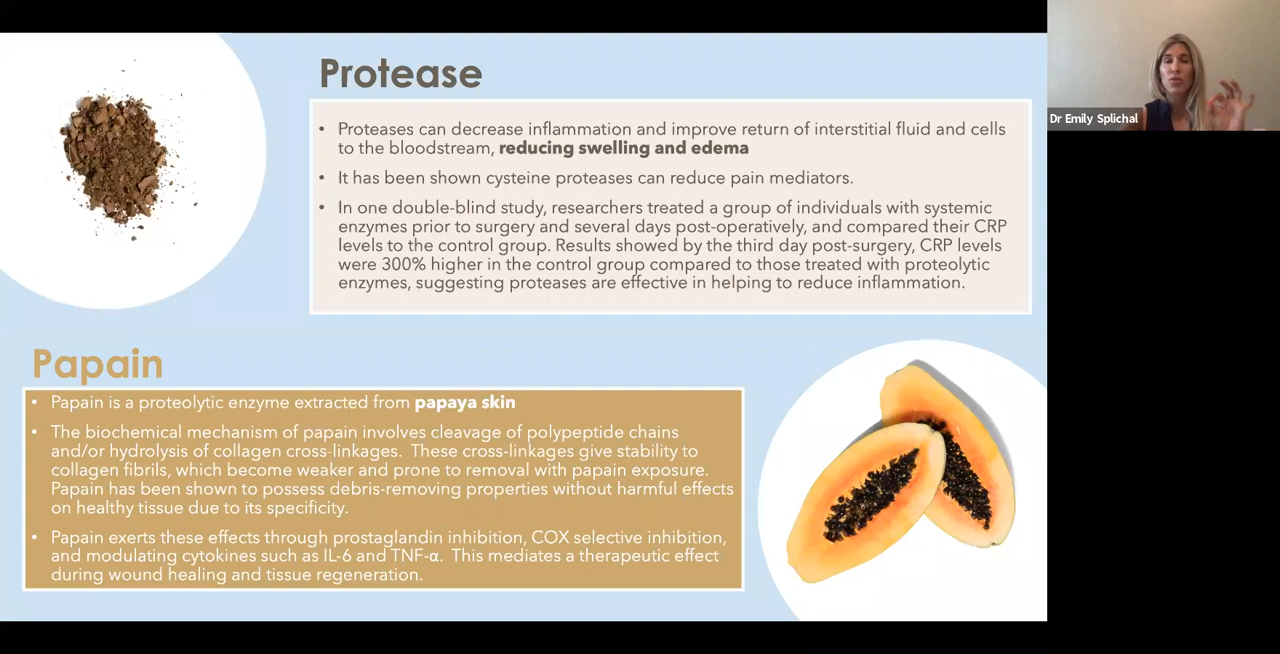 Protease
• Proteases can decrease inflammation and improve return of interstitial fluid and cells
to the bloodstream, reducing swelling and edema
• It has been shown cysteine proteases can reduce pain mediators.
• In one double-blind study, researchers treated a group of individuals with systemic
enzymes prior to surgery and several days post-operatively, and compared their CRP
levels to the control group. Results showed by the third day post-surgery, CRP levels
were 300% higher in the control group compared to those treated with proteolytic
enzymes, suggesting proteases are effective in helping to reduce inflammation.
Papain
• Papain is a proteolytic enzyme extracted from papaya skin
• The biochemical mechanism of papain involves cleavage of polypeptide chains
and/or hydrolysis of collagen cross-linkages. These cross-linkages give stability to
collagen fibrils, which become weaker and prone to removal with papain exposure.
Papain has been shown to possess debris-removing properties without harmful effects
on healthy tissue due to its specificity.
• Papain exerts these effects through prostaglandin inhibition, COX selective inhibition,
and modulating cytokines such as IL-6 and TNF-α. This mediates a therapeutic effect
during wound healing and tissue regeneration.
Dr Emily Splichal